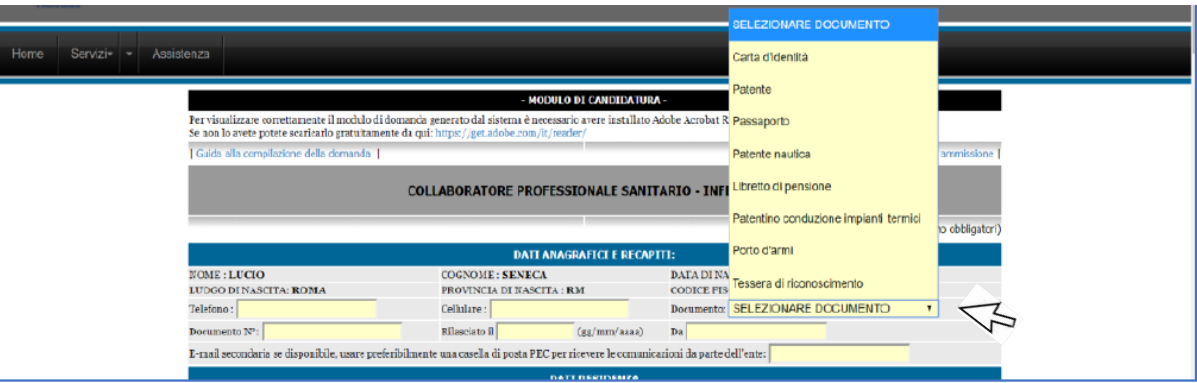 Home Servizi Assistenza
SELEZIONARE DOCUMENTO
Carta d'identità
Patente
Passaporto
Patente nautica
Libretto di pensione
Patentino conduzione impianti termici
Porto d'armi
Tessera di riconoscimento
- MODULO DI CANDIDATURA -
Per visualizzare correttamente il modulo di domanda generato dal sistema è necessario avere installato Adobe Acrobat R
Se non lo avete potete scaricarlo gratuitamente da qui: https://get.adobe.com/it/reader/
| Guida alla compilazione della domanda | ammissione |
COLLABORATORE PROFESSIONALE SANITARIO - INF
obbligatori)
DATI ANAGRAFICI E RECAPITI:
NOME : LUCIO COGNOME : SENECA DATA DI NA
LUOGO DI NASCITA: ROMA PROVINCIA DI NASCITA : RM CODICE FIS
Telefono : Cellulare : Documento: SELEZIONARE DOCUMENTO
Documento N°: Rilasciato il (gg/mm/aaaa) Da
E-mail secondaria se disponibile, usare preferibilmente una casella di posta PEC per ricevere le comunicazioni da parte dell'ente:
DATI RESIDENZA